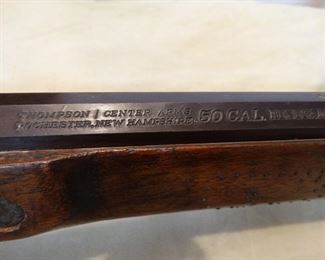 THOMPSON | CENTER ARMS
ROCHESTER, NEW HAMPSHIRE. 50 CAL.